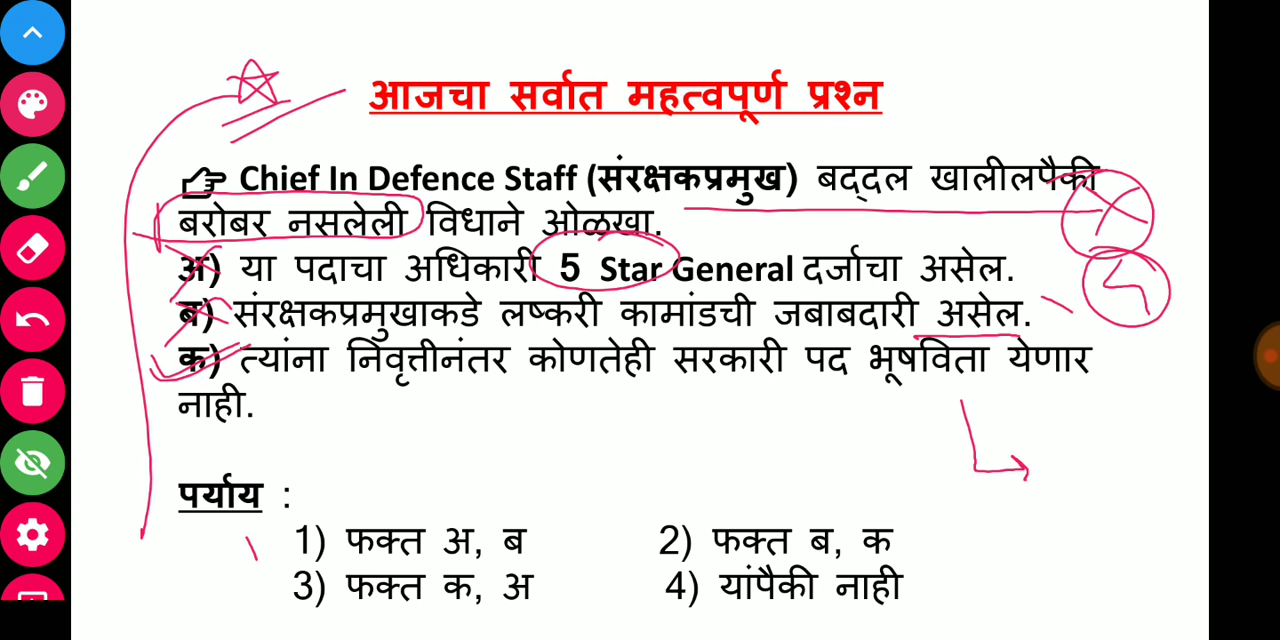 आजचा सर्वात महत्वपूर्ण प्रश्न
Chief In Defence Staff (संरक्षकप्रमुख) बद्दल खालीलपैकी
बरोबर नसलेली विधाने ओळखा.
अ) या पदाचा अधिकारी 5 Star General दर्जाचा असेल.
ब) संरक्षकप्रमुखाकडे लष्करी कामांडची जबाबदारी असेल.
क) त्यांना निवृत्तीनंतर कोणतेही सरकारी पद भूषविता येणार
नाही.
पर्याय :
1) फक्त अ, ब 2) फक्त ब, क
3) फक्त क, अ 4) यांपैकी नाही